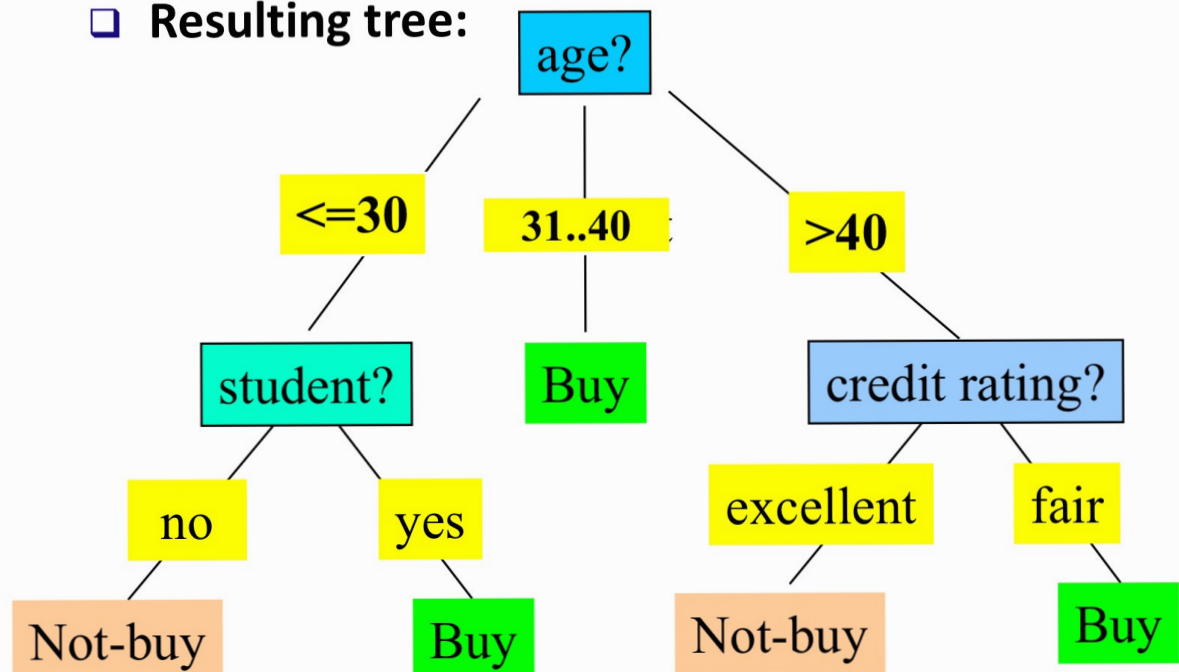 Resulting tree:
age?
<=30
31..40
>40
student?
Buy
credit rating?
no
yes
excellent
fair
Not-buy
Buy
Not-buy
Buy